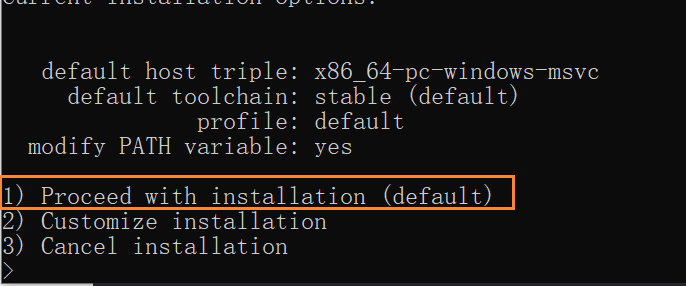 Current installation options:
default host triple: x86_64-pc-windows-msvc
default toolchain: stable (default)
profile: default
modify PATH variable: yes
1) Proceed with installation (default)
2) Customize installation
3) Cancel installation
>